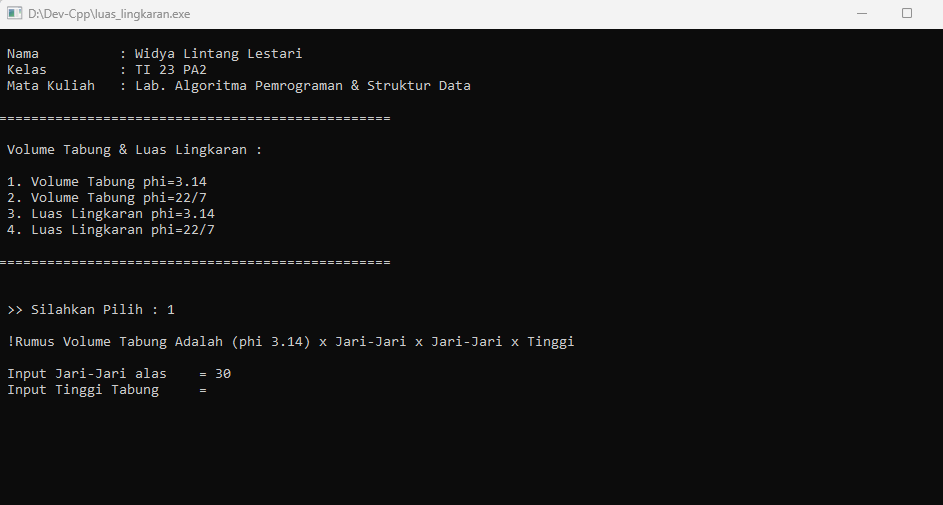 D:\Dev-Cpp\luas_lingkaran.exe
Nama : Widya Lintang Lestari
Kelas : TI 23 PA2
Mata Kuliah : Lab. Algoritma Pemrograman & Struktur Data
=================================================
Volume Tabung & Luas Lingkaran :
1. Volume Tabung phi=3.14
2. Volume Tabung phi=22/7
3. Luas Lingkaran phi=3.14
4. Luas Lingkaran phi=22/7
=================================================
>> Silahkan Pilih : 1
!Rumus Volume Tabung Adalah (phi 3.14) x Jari-Jari x Jari-Jari x Tinggi
Input Jari-Jari alas = 30
Input Tinggi Tabung =